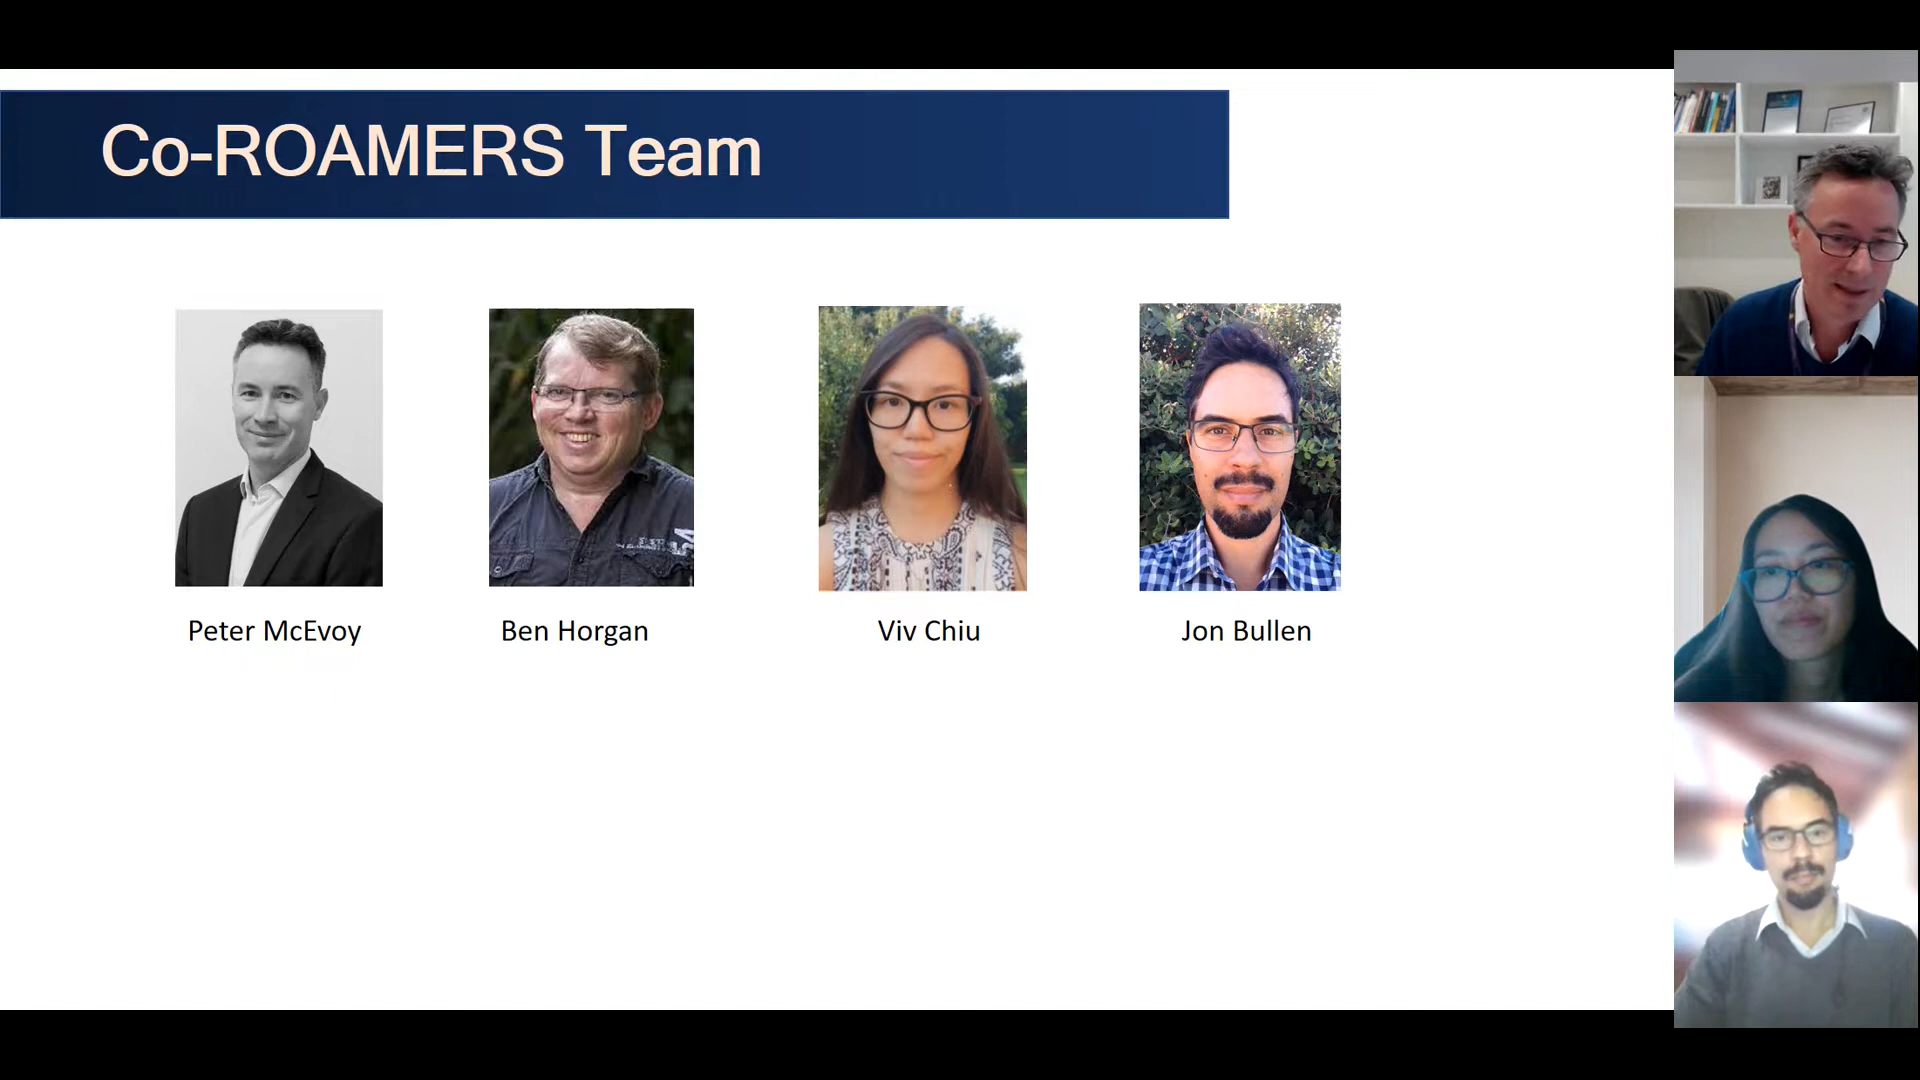 Co-ROAMERS Team
Peter McEvoy
Ben Horgan
Viv Chiu
Jon Bullen